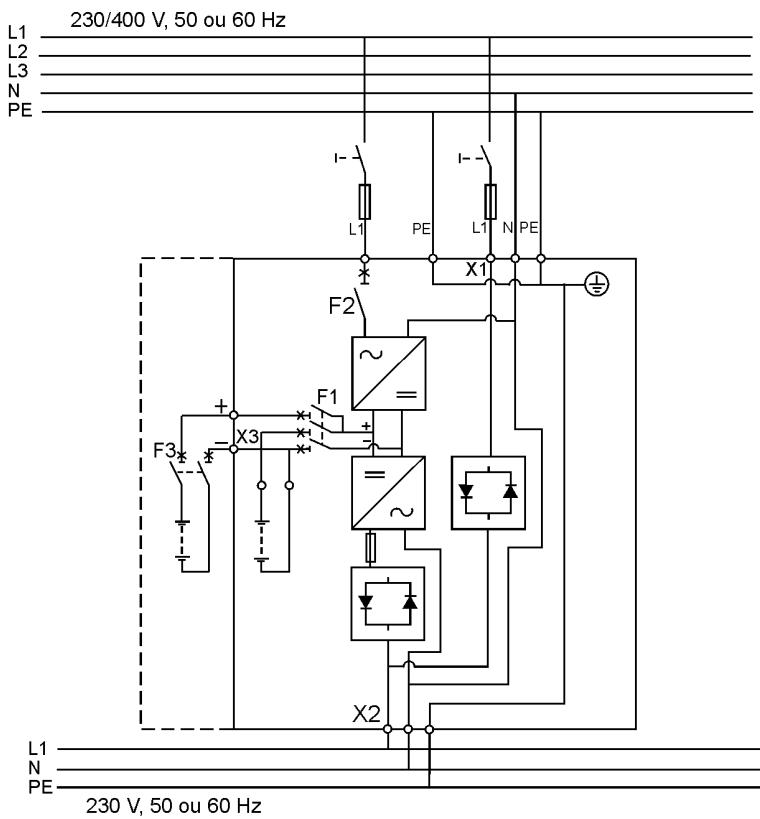 230/400 V, 50 ou 60 Hz
L1
L2
L3
N
PE
L1
PE
L1
N
PE
X1
F2
F1
+
+
X3
−
−
F3
X2
L1
N
PE
230 V, 50 ou 60 Hz